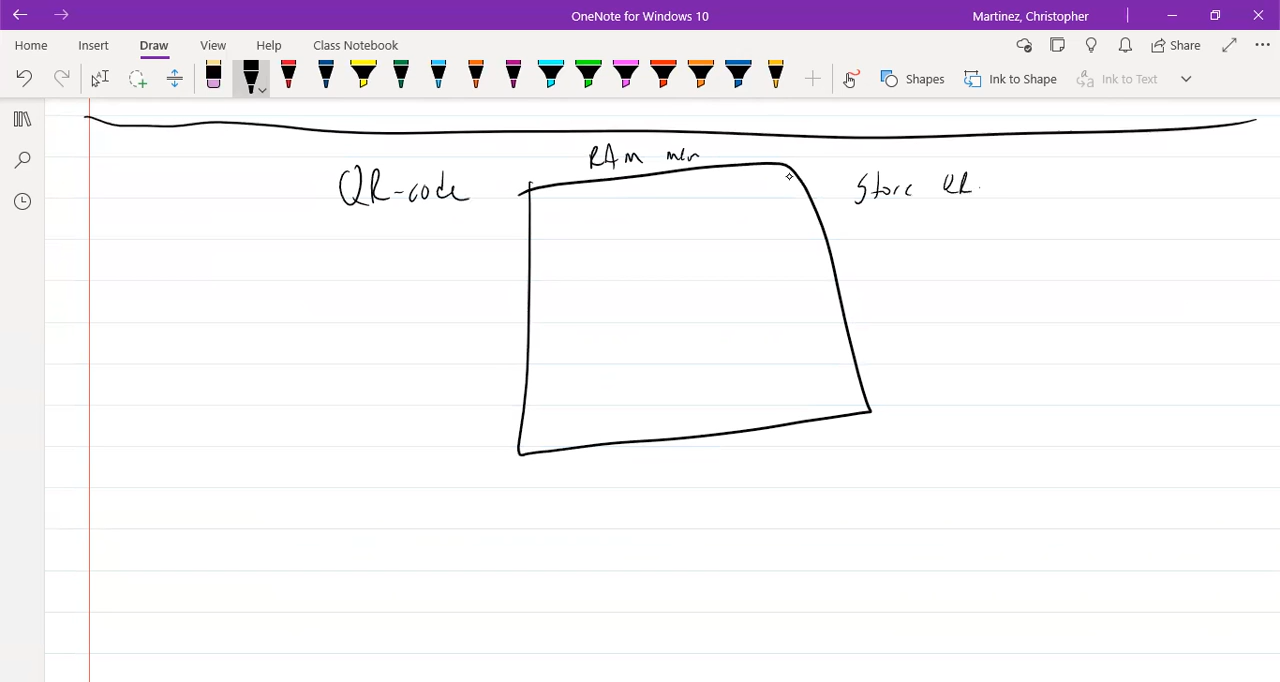 OneNote for Windows 10
Martinez, Christopher
Home Insert Draw View Help Class Notebook
Share
Shapes Ink to Shape Ink to Text
RAM
QR-code
Store QR